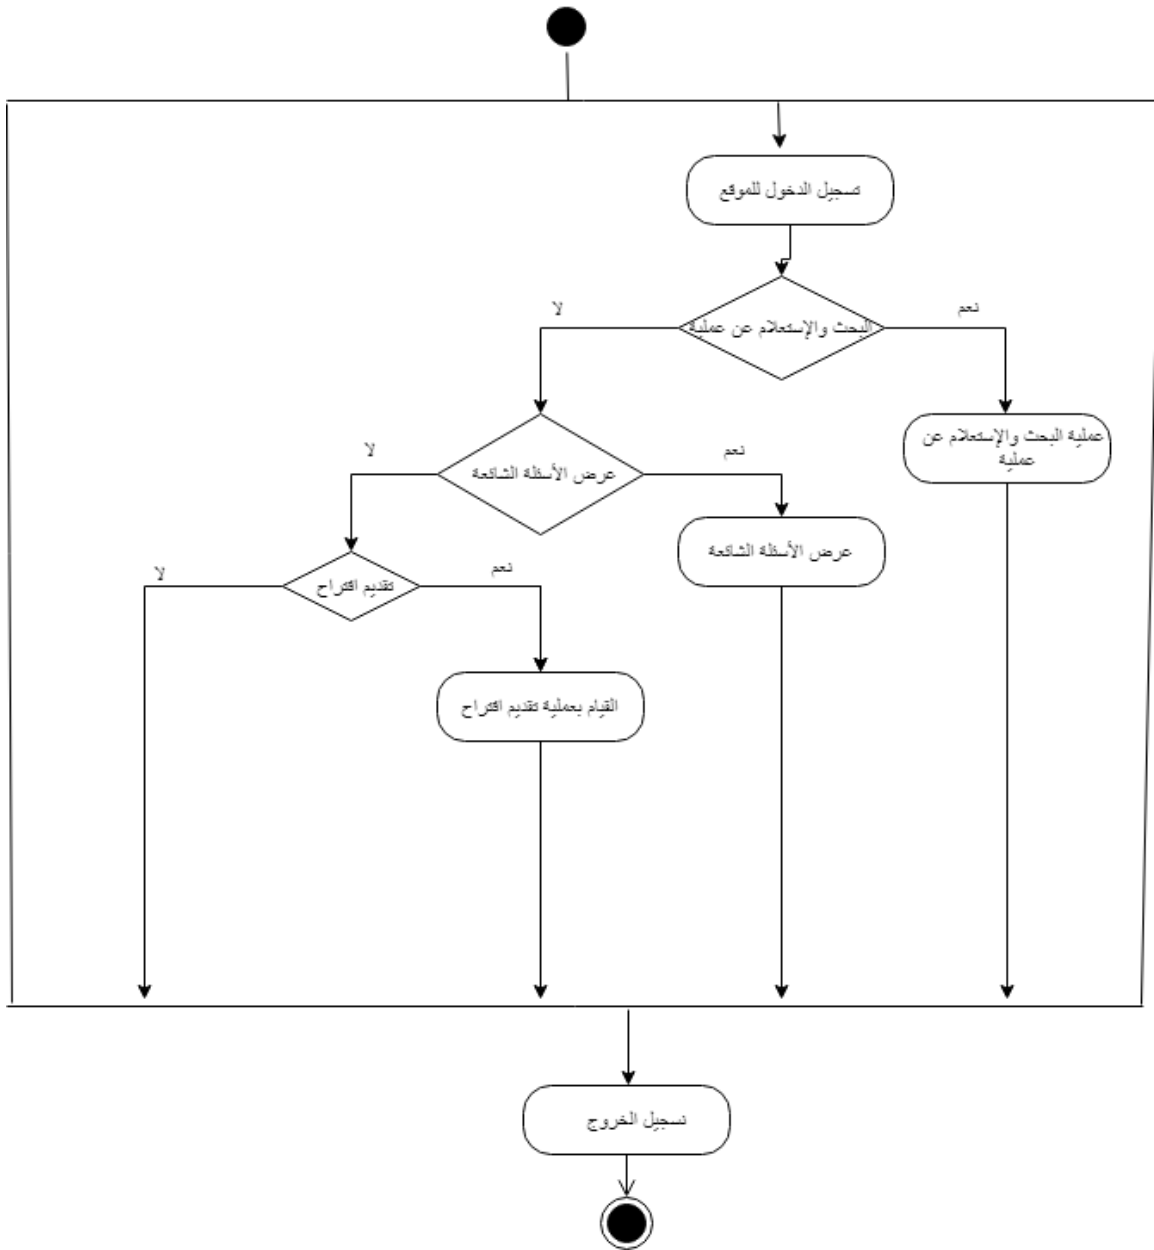 تسجيل الدخول للموقع
نعم
لا
البحث والإستعلام عن عملية
عملية البحث والإستعلام عن
عملية
نعم
لا
عرض الأسئلة الشائعة
عرض الأسئلة الشائعة
نعم
لا
تقديم اقتراح
القيام بعملية تقديم اقتراح
تسجيل الخروج